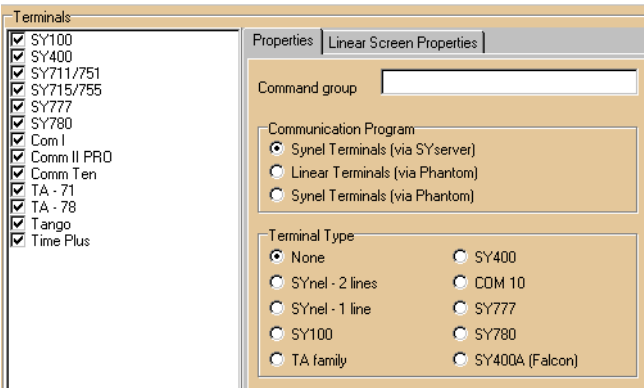 Terminals
SY100
SY400
SY711/751
SY715/755
SY777
SY780
Com I
Comm II PRO
Comm Ten
TA - 71
TA - 78
Tango
Time Plus
Properties
Linear Screen Properties
Command group
Communication Program
Synel Terminals (via SYserver)
Linear Terminals (via Phantom)
Synel Terminals (via Phantom)
Terminal Type
None
SYnel - 2 lines
SYnel - 1 line
SY100
TA family
SY400
COM 10
SY777
SY780
SY400A (Falcon)